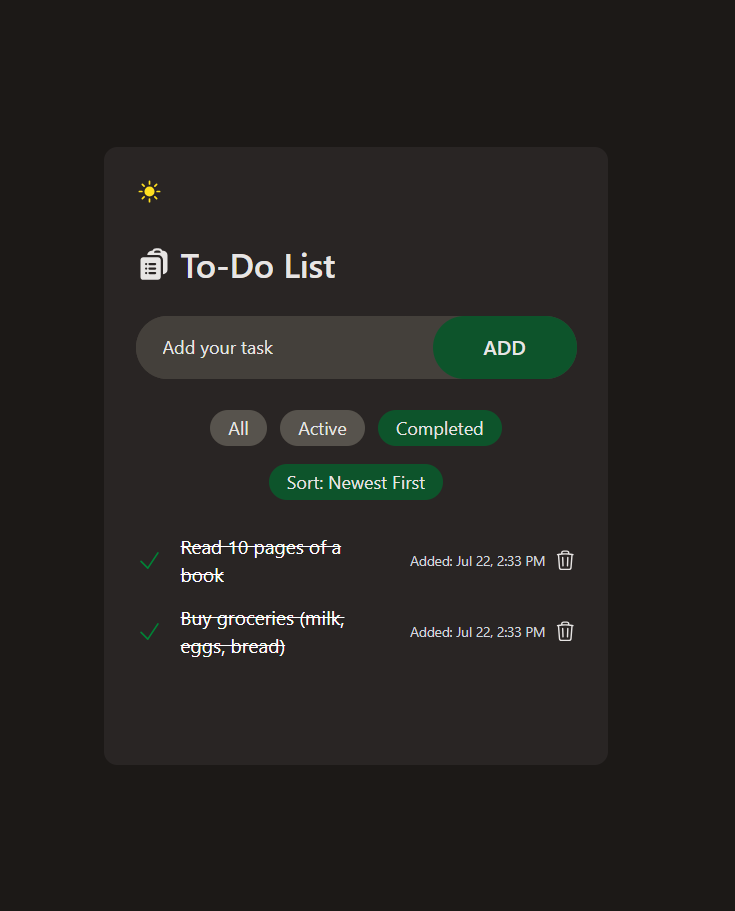 To-Do List
Add your task ADD
All Active Completed
Sort: Newest First
Read 10 pages of a
book
Added: Jul 22, 2:33 PM
Buy groceries (milk,
eggs, bread)
Added: Jul 22, 2:33 PM